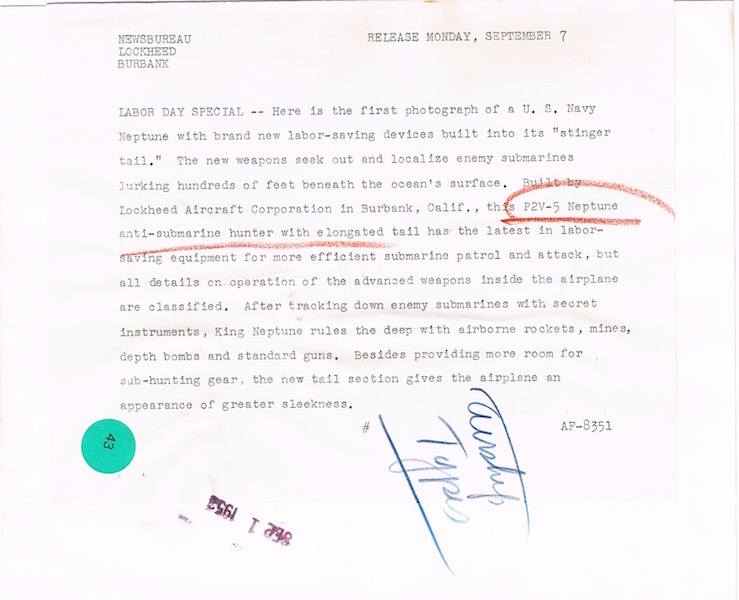 NEWSBUREAU
LOCKHEED
BURBANK
RELEASE MONDAY, SEPTEMBER 7
LABOR DAY SPECIAL -- Here is the first photograph of a U. S. Navy
Neptune with brand new labor-saving devices built into its "stinger
tail." The new weapons seek out and localize enemy submarines
lurking hundreds of feet beneath the ocean's surface. Built by
Lockheed Aircraft Corporation in Burbank, Calif., this P2V-5 Neptune
anti-submarine hunter with elongated tail has the latest in labor-
saving equipment for more efficient submarine patrol and attack, but
all details on operation of the advanced weapons inside the airplane
are classified. After tracking down enemy submarines with secret
instruments, King Neptune rules the deep with airborne rockets, mines,
depth bombs and standard guns. Besides providing more room for
sub-hunting gear, the new tail section gives the airplane an
appearance of greater sleekness.
#
AF-8351
Airship
Types
43
SEP 1 1953